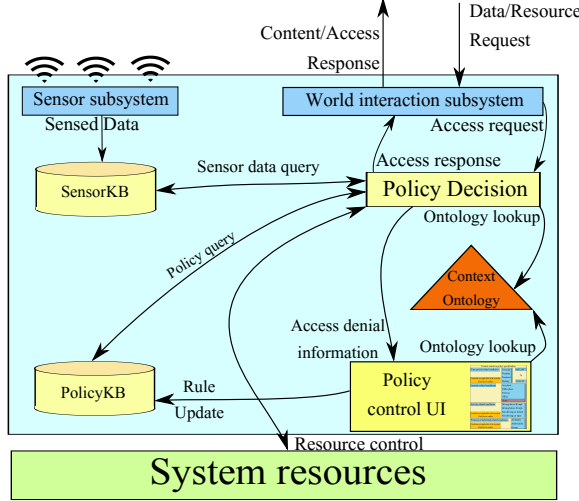 Content/Access
Response
Data/Resource
Request
Sensor subsystem
World interaction subsystem
Sensed Data
Access request
Sensor data query
Access response
SensorKB
Policy Decision
Ontology lookup
Policy query
Context
Ontology
Access denial
information
Ontology lookup
PolicyKB
Rule
Update
Policy
control UI
Resource control
System resources